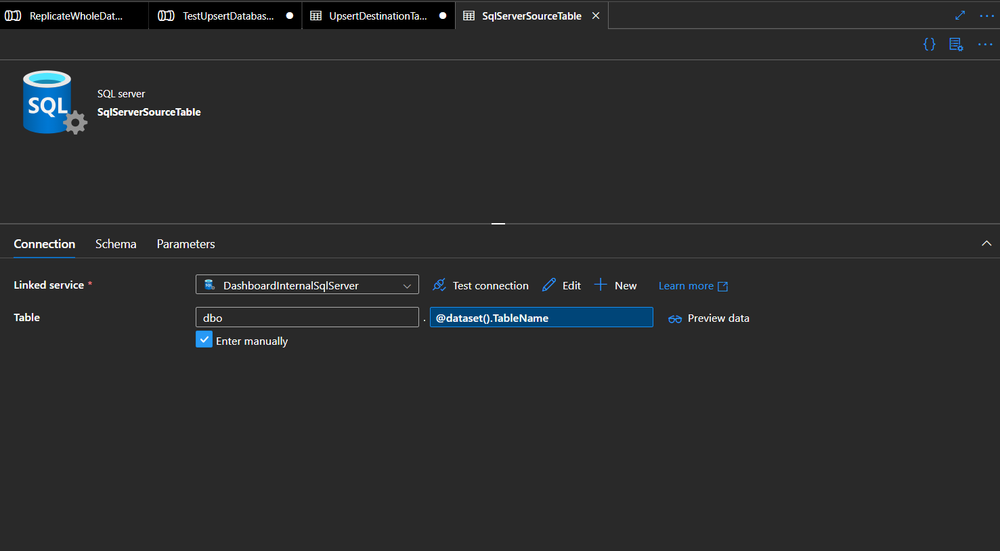 ReplicateWholeDat... TestUpsertDatabas... UpsertDestinationTa... SqlServerSourceTable
SQL
SQL server
SqlServerSourceTable
Connection Schema Parameters
Linked service * DashboardInternalSqlServer Test connection Edit New Learn more
Table dbo . @dataset().TableName Preview data
Enter manually